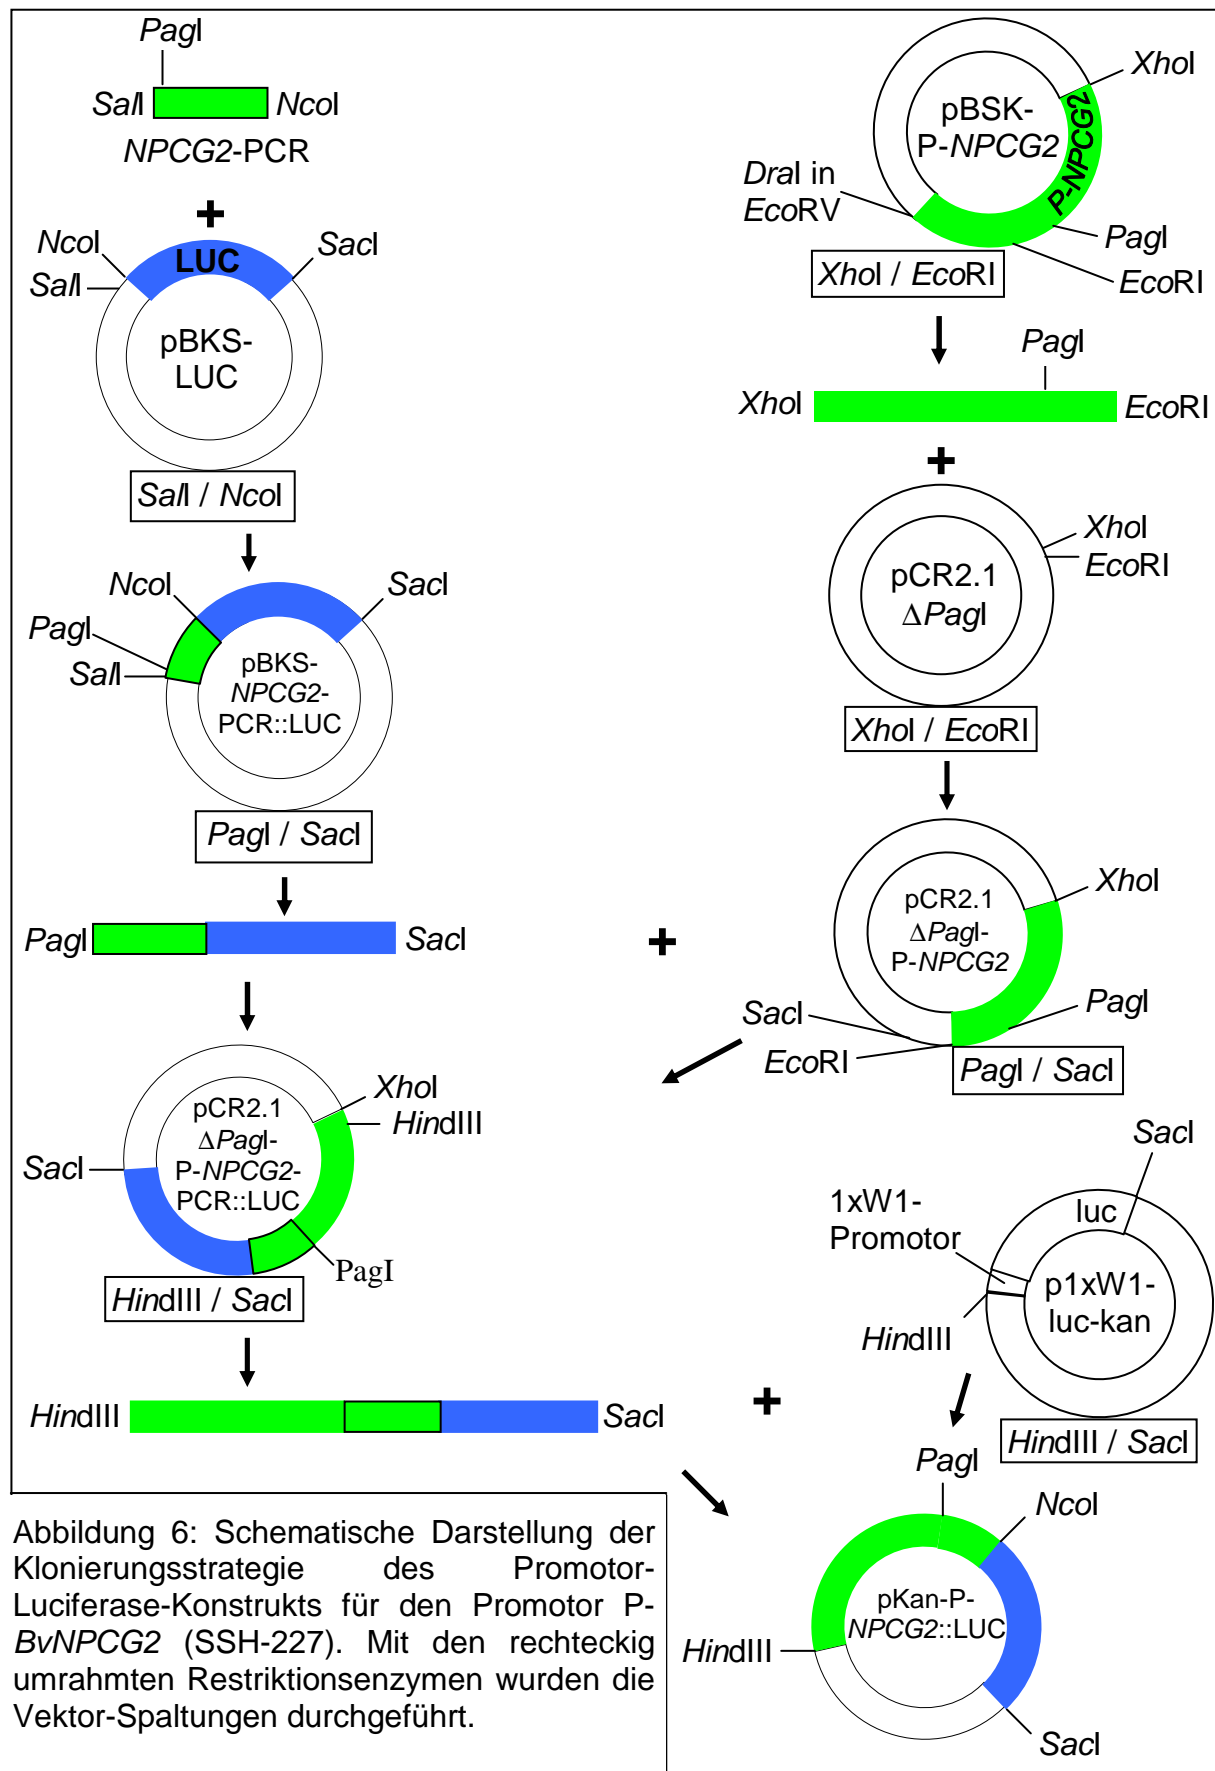 PagI
SalI
NcoI
NPCG2-PCR
+
NcoI
SalI
LUC
SacI
pBKS-
LUC
SalI / NcoI
NcoI
SacI
PagI
SalI
pBKS-
NPCG2-
PCR::LUC
PagI / SacI
PagI
SacI
+
XhoI
pBSK-
P-NPCG2
P-NPCG2
DraI in
EcoRV
PagI
EcoRI
XhoI / EcoRI
PagI
XhoI
EcoRI
+
XhoI
EcoRI
pCR2.1
ΔPagI
XhoI / EcoRI
XhoI
pCR2.1
ΔPagI-
P-NPCG2
PagI
SacI
EcoRI
PagI / SacI
XhoI
HindIII
pCR2.1
ΔPagI-
P-NPCG2-
PCR::LUC
SacI
PagI
HindIII / SacI
HindIII
SacI
+
SacI
1xW1-
Promotor
luc
p1xW1-
luc-kan
HindIII
HindIII / SacI
PagI
NcoI
pKan-P-
NPCG2::LUC
HindIII
SacI
Abbildung 6: Schematische Darstellung der
Klonierungsstrategie des Promotor-
Luciferase-Konstrukts für den Promotor P-
BvNPCG2 (SSH-227). Mit den rechteckig
umrahmten Restriktionsenzymen wurden die
Vektor-Spaltungen durchgeführt.